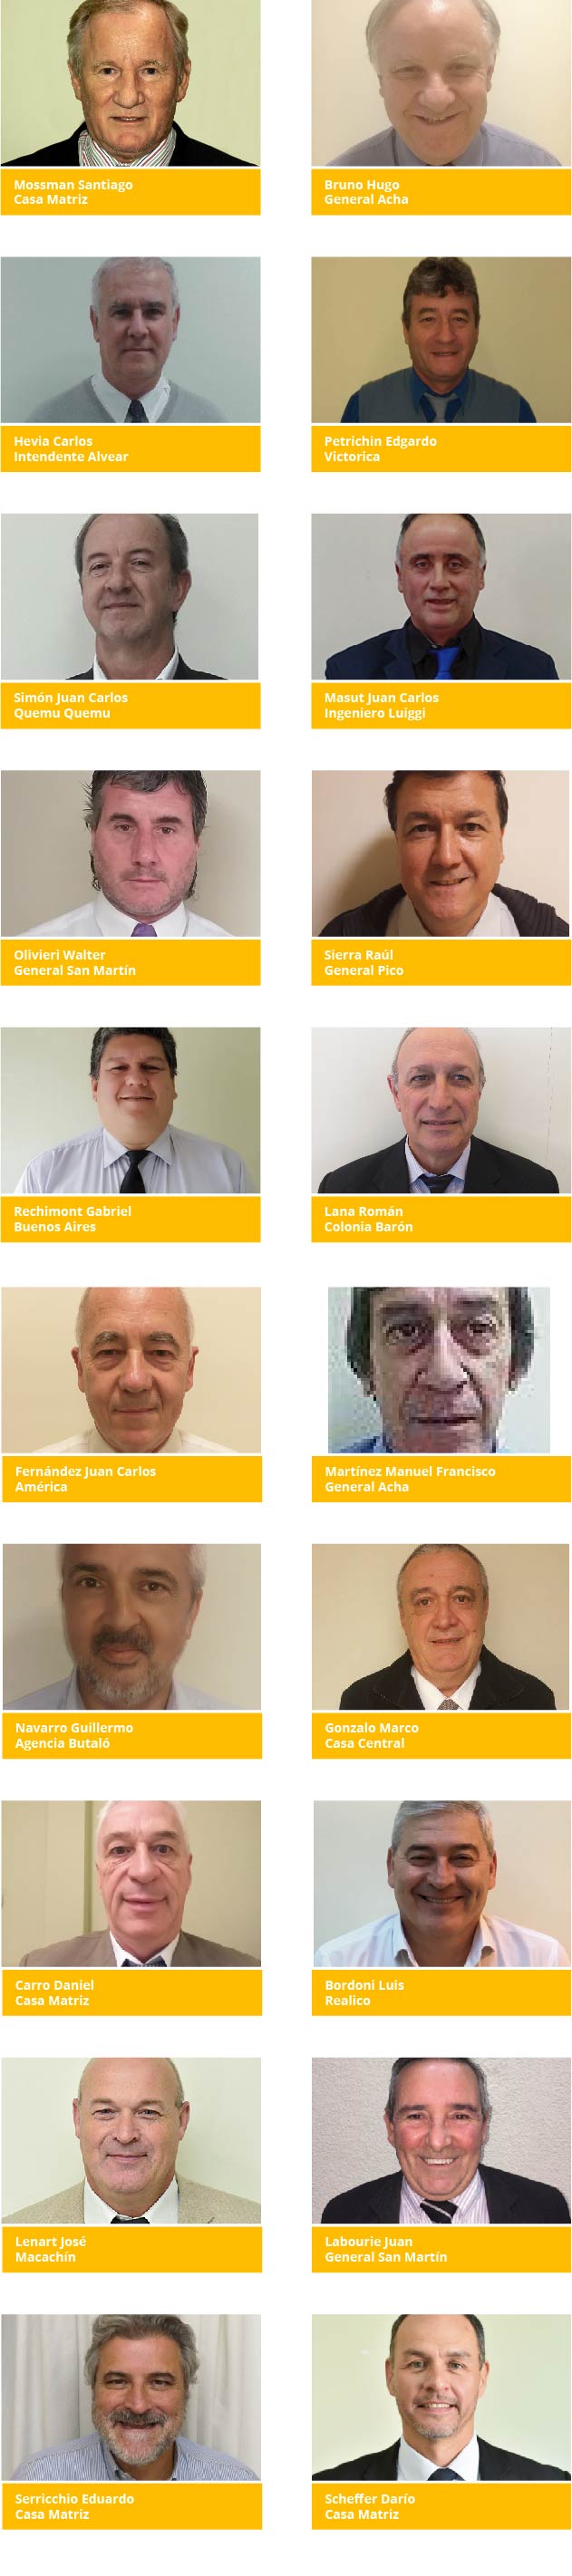 Mossman Santiago
Casa Matriz
Bruno Hugo
General Acha
Hevia Carlos
Intendente Alvear
Petrichin Edgardo
Victorica
Simón Juan Carlos
Quemu Quemu
Masut Juan Carlos
Ingeniero Luiggi
Olivieri Walter
General San Martín
Sierra Raúl
General Pico
Rechimont Gabriel
Buenos Aires
Lana Román
Colonia Barón
Fernández Juan Carlos
América
Martínez Manuel Francisco
General Acha
Navarro Guillermo
Agencia Butaló
Gonzalo Marco
Casa Central
Carro Daniel
Casa Matriz
Bordoni Luis
Realico
Lenart José
Macachín
Labourie Juan
General San Martín
Serricchio Eduardo
Casa Matriz
Scheffer Darío
Casa Matriz